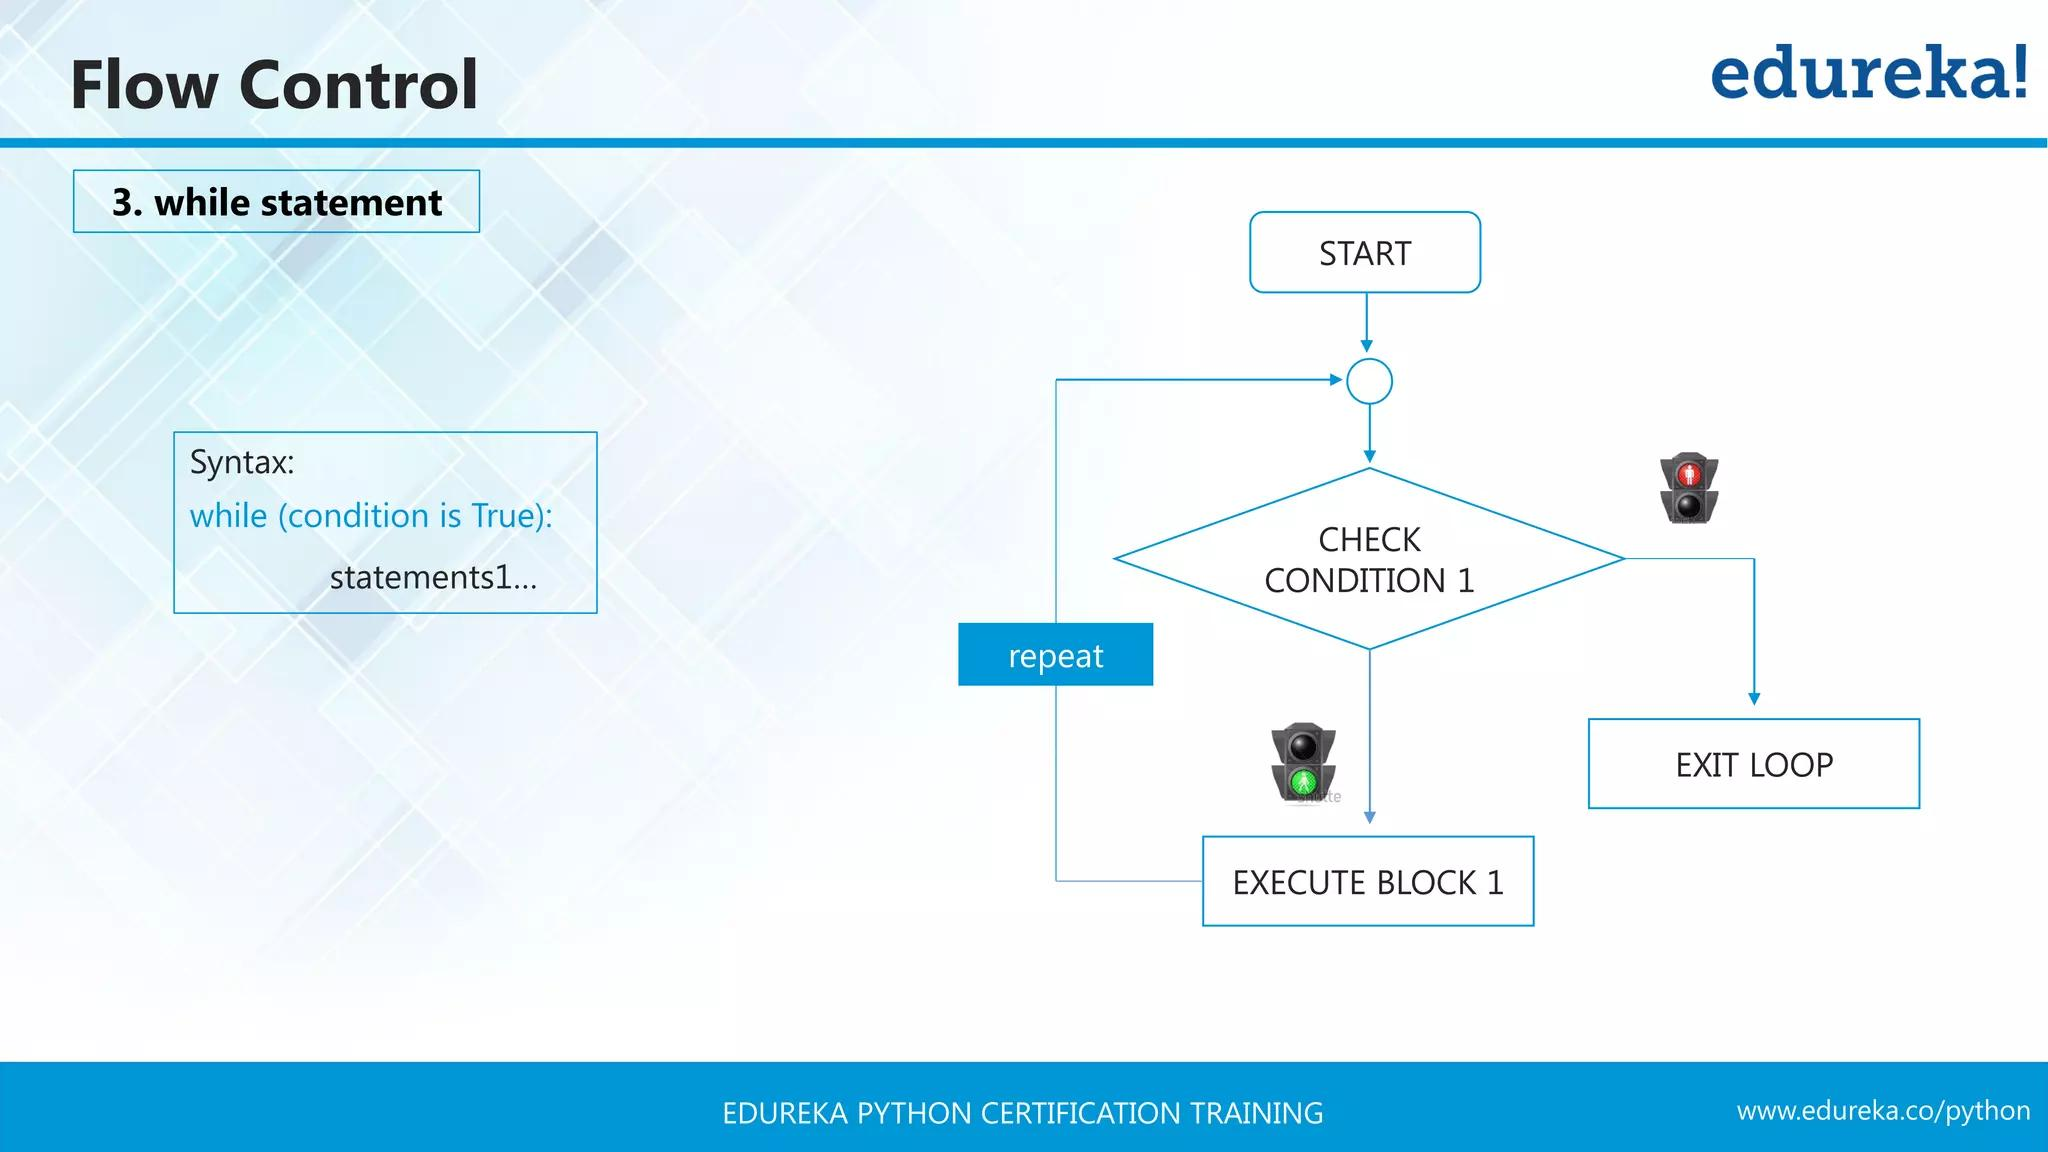 Flow Control
edureka!
3. while statement
START
Syntax:
while (condition is True):
statements1...
CHECK
CONDITION 1
repeat
EXIT LOOP
shutte
EXECUTE BLOCK 1
EDUREKA PYTHON CERTIFICATION TRAINING
www.edureka.co/python